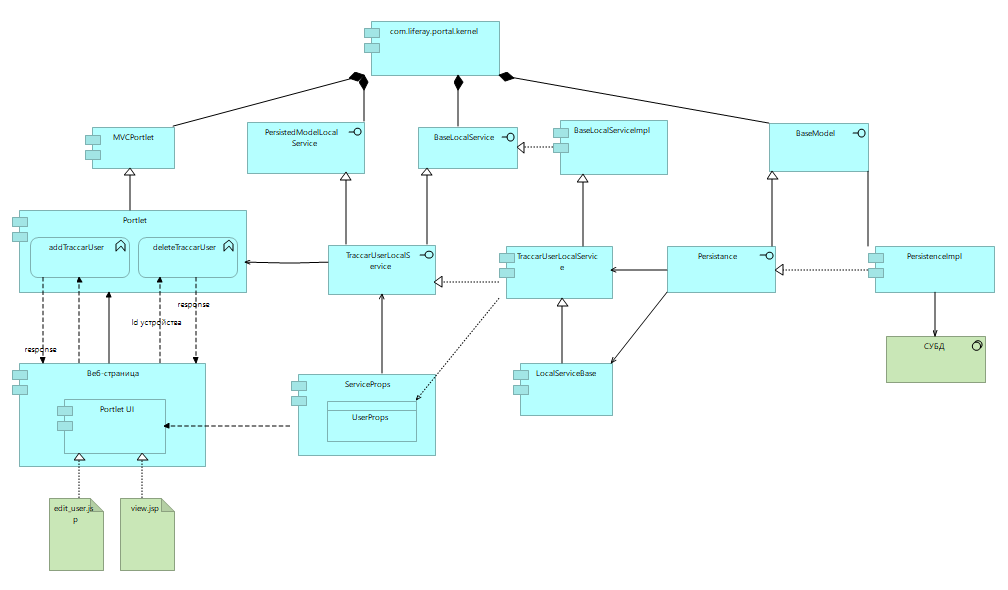 com.liferay.portal.kernel
MVCPortlet
PersistedModelLocal
Service
BaseLocalService
BaseLocalServiceImpl
BaseModel
Portlet
addTraccarUser
deleteTraccarUser
TraccarUserLocalS
ervice
TraccarUserLocalServic
e
Persistance
PersistenceImpl
response
Id устройства
response
СУБД
Веб-страница
Portlet UI
ServiceProps
UserProps
LocalServiceBase
edit_user.js
p
view.jsp